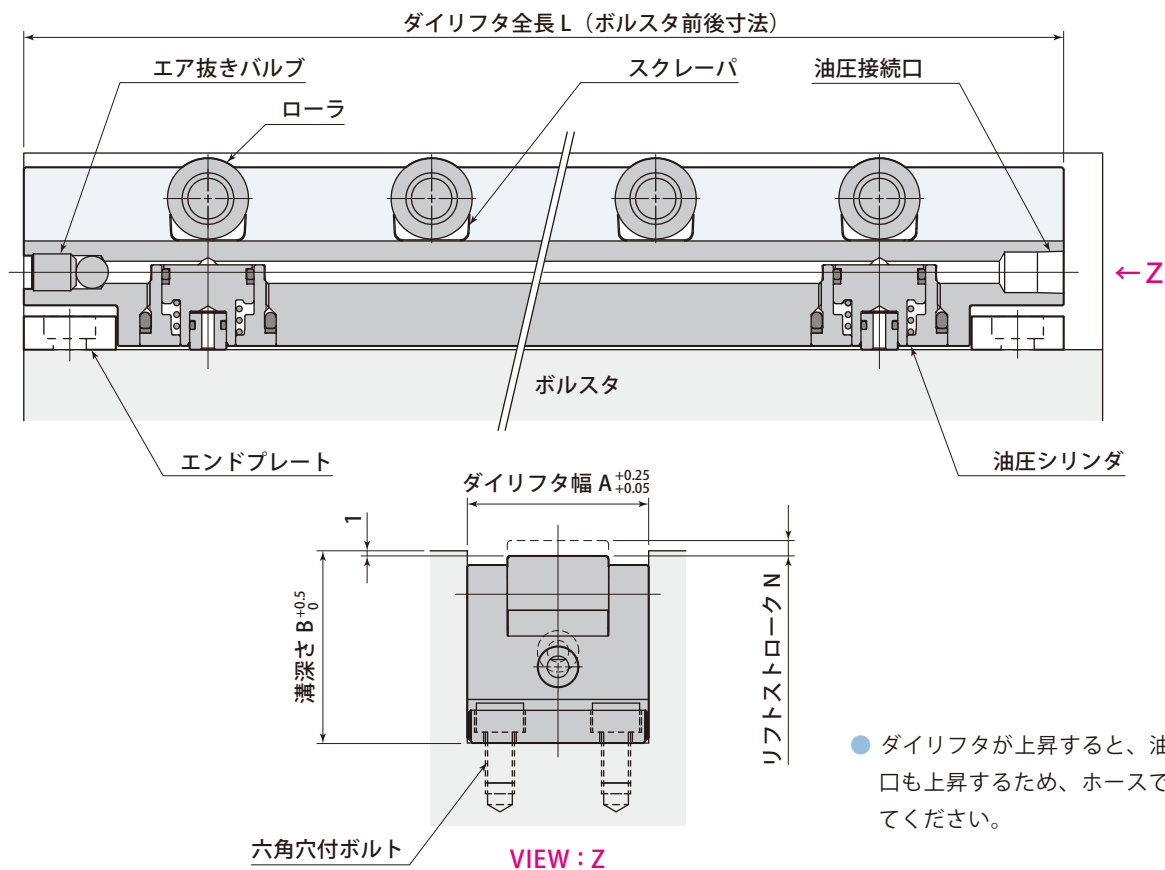 ダイリフタ全長 L（ボルスタ前後寸法）
エア抜きバルブ
スクレーパ
油圧接続口
ローラ
←Z
ボルスタ
エンドプレート
油圧シリンダ
ダイリフタ幅 A +0.25 +0.05
1
溝深さ B +0.5 0
リフトストローク N
六角穴付ボルト
VIEW：Z
● ダイリフタが上昇すると、油
口も上昇するため、ホースで
てください。